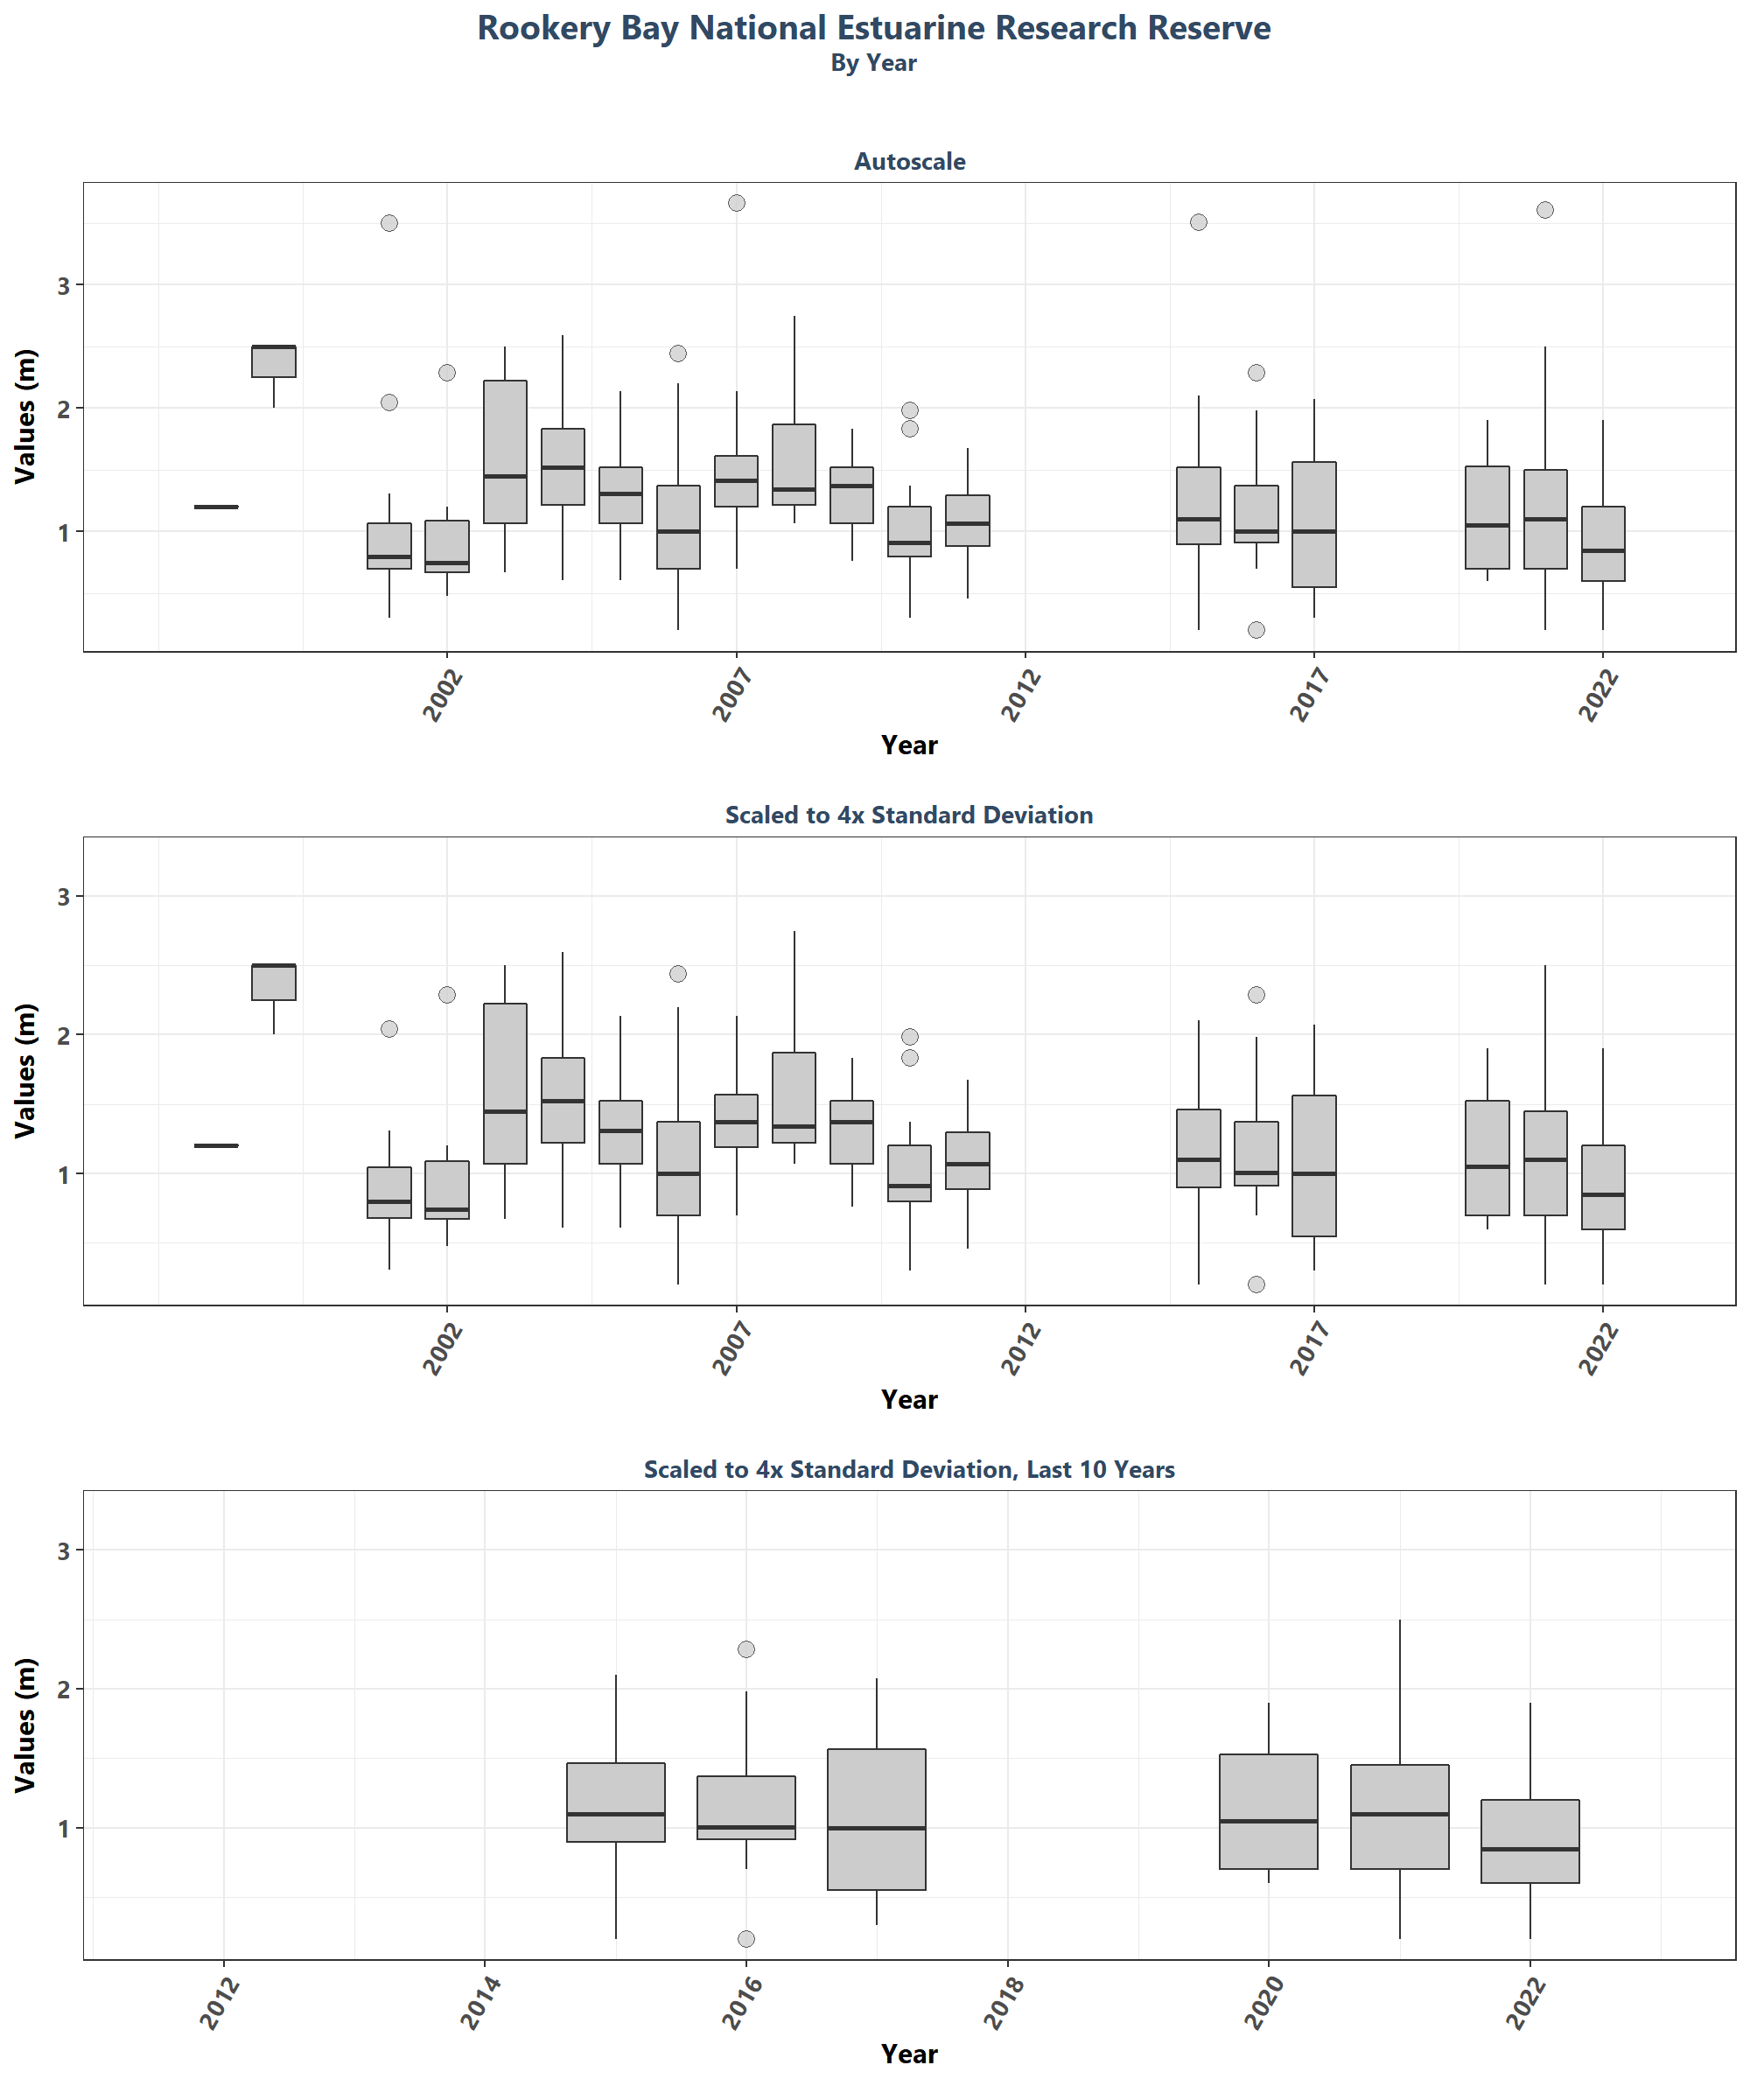 Rookery Bay National Estuarine Research Reserve
By Year
Autoscale
Values (m)
3
2
1
2002
2007
2012
2017
2022
Year
Scaled to 4x Standard Deviation
Values (m)
3
2
1
2002
2007
2012
2017
2022
Year
Scaled to 4x Standard Deviation, Last 10 Years
Values (m)
3
2
1
2012
2014
2016
2018
2020
2022
Year